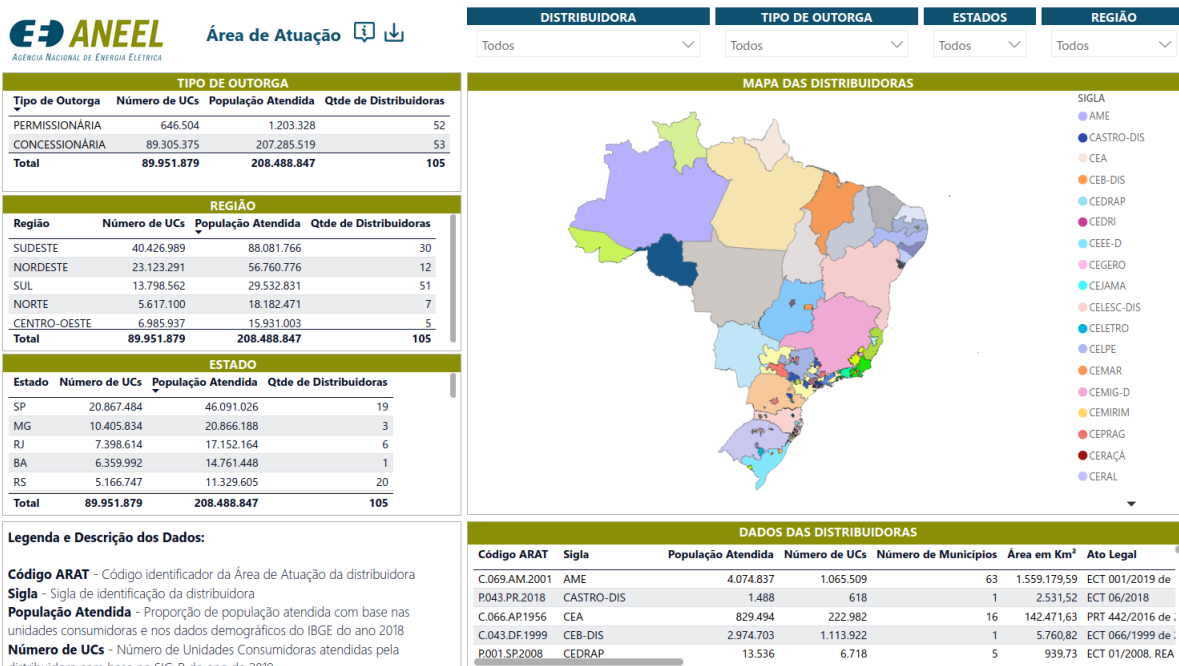 ANEEL
AGÊNCIA NACIONAL DE ENERGIA ELÉTRICA
Área de Atuação
DISTRIBUIDORA TIPO DE OUTORGA ESTADOS REGIÃO
Todos Todos Todos Todos
TIPO DE OUTORGA
Tipo de Outorga Número de UCs População Atendida Qtde de Distribuidoras
PERMISSIONÁRIA 646.504 1.203.328 52
CONCESSIONÁRIA 89.305.375 207.285.519 53
Total 89.951.879 208.488.847 105
REGIÃO
Região Número de UCs População Atendida Qtde de Distribuidoras
SUDESTE 40.426.989 88.081.766 30
NORDESTE 23.123.291 56.760.776 12
SUL 13.798.562 29.532.831 51
NORTE 5.617.100 18.182.471 7
CENTRO-OESTE 6.985.937 15.931.003 5
Total 89.951.879 208.488.847 105
ESTADO
Estado Número de UCs População Atendida Qtde de Distribuidoras
SP 20.867.484 46.091.026 19
MG 10.405.834 20.866.188 3
RJ 7.398.614 17.152.164 6
BA 6.359.992 14.761.448 1
RS 5.166.747 11.329.605 20
Total 89.951.879 208.488.847 105
Legenda e Descrição dos Dados:
Código ARAT - Código identificador da Área de Atuação da distribuidora
Sigla - Sigla de identificação da distribuidora
População Atendida - Proporção de população atendida com base nas
unidades consumidoras e nos dados demográficos do IBGE do ano 2018
Número de UCs - Número de Unidades Consumidoras atendidas pela
distribuidora com base no SIG-R do ano de 2019
MAPA DAS DISTRIBUIDORAS
SIGLA
AME
CASTRO-DIS
CEA
CEB-DIS
CEDRAP
CEDRI
CEEE-D
CEGERO
CEJAMA
CELESC-DIS
CELETRO
CELPE
CEMAR
CEMIG-D
CEMIRIM
CEPRAG
CERAÇÁ
CERAL
DADOS DAS DISTRIBUIDORAS
Código ARAT Sigla População Atendida Número de UCs Número de Municípios Área em Km² Ato Legal
C.069.AM.2001 AME 4.074.837 1.065.509 63 1.559.179,59 ECT 001/2019 de
P.043.PR.2018 CASTRO-DIS 1.488 618 1 2.531,52 ECT 06/2018
C.066.AP.1956 CEA 829.494 222.982 16 142.471,63 PRT 442/2016 de
C.043.DF.1999 CEB-DIS 2.974.703 1.113.922 1 5.760,82 ECT 066/1999 de
P.001.SP.2008 CEDRAP 13.536 6.718 5 939,73 ECT 01/2008, REA